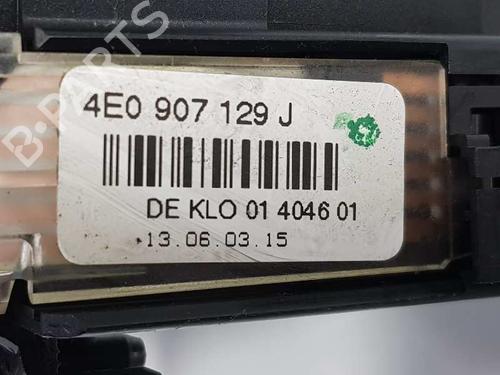 B-PARTS
4E0 907 129 J
DE KLO 01 4046 01
13.06.03.15